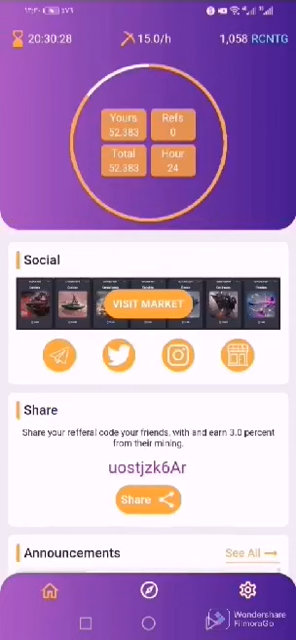 20:30:28
15.0/h
1,058 RCNTG
Yours
52.383
Refs
0
Total
52.383
Hour
24
Social
VISIT MARKET
Share
Share your refferal code your friends, with and earn 3.0 percent
from their mining.
uostjzk6Ar
Share
Announcements
See All
Wondershare
FilmoraGo